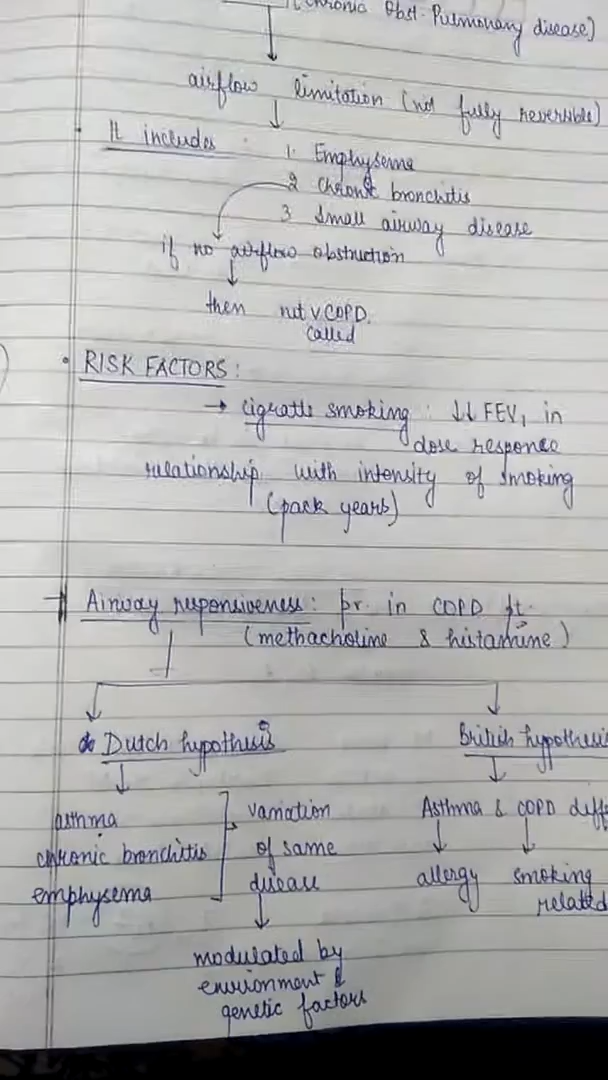 (Chronic Obst. Pulmonary disease)
airflow limitation (not fully reversible)
It includes 1. Emphysema
2 Chronic bronchitis
3 Small airway disease
if no airflow obstruction
then not v COPD.
called
• RISK FACTORS :
→ cigratte smoking : ↓↓ FEV₁ in
dose response
relationship with intensity of smoking
(pack years)
Airway responsiveness : pr. in COPD pt.
(methacholine & histamine)
Dutch hypothesis British hypothesis
asthma variation Asthma & COPD diff
chronic bronchitis of same
emphysema disease allergy smoking
related
modulated by
environment &
genetic factors